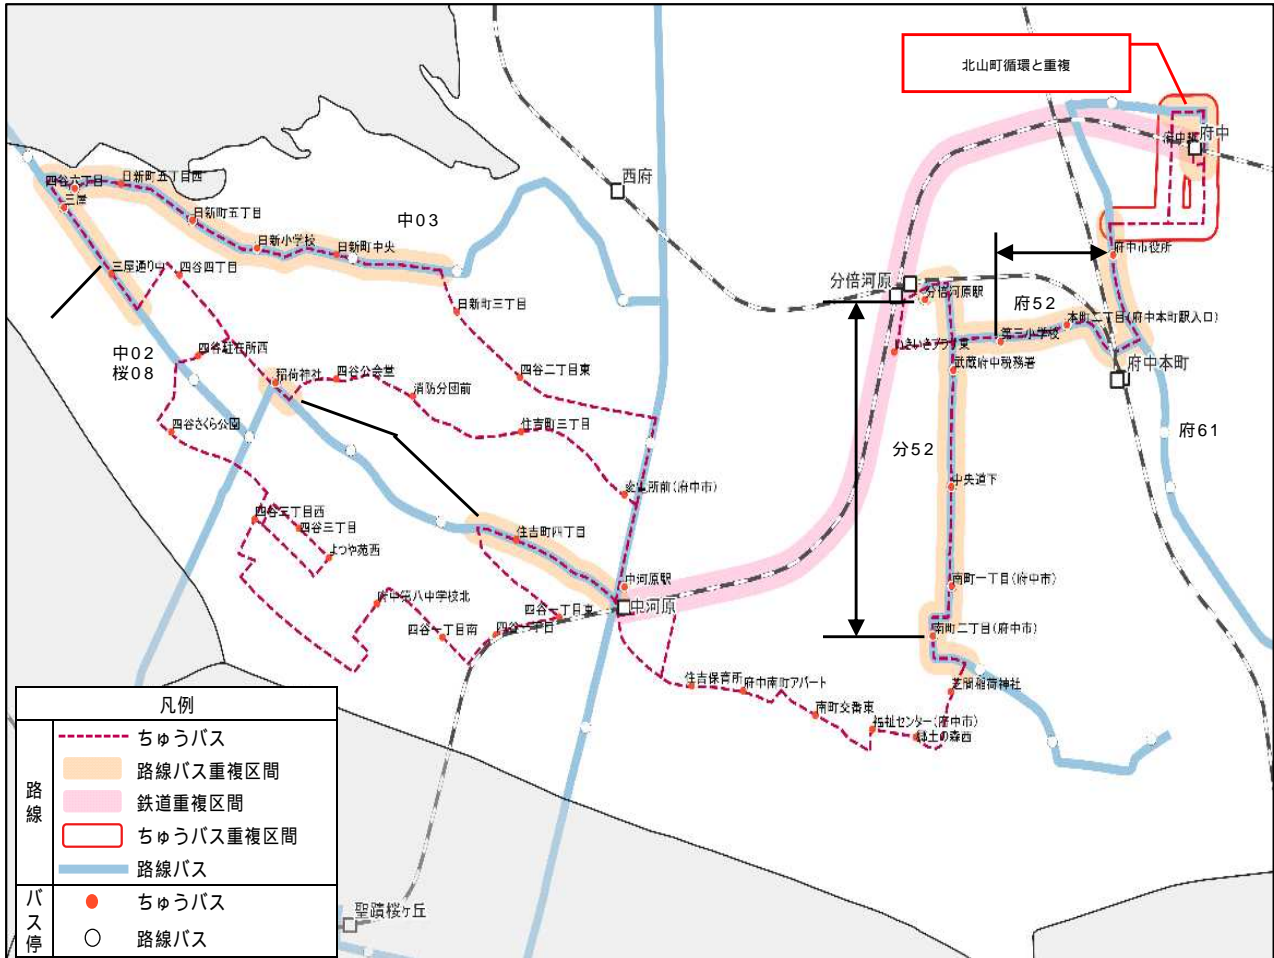 北山町循環と重複
府中
西府
四谷六丁目
日新町五丁目西
三屋
日新町五丁目
中03
日新小学校
日新町中央
府中市役所
三屋通り中
四谷四丁目
分倍河原
分倍河原駅
日新町三丁目
府52
本町二丁目(府中本町駅入口)
第三小学校
中02
桜08
四谷駐在所西
武蔵府中税務署
府中本町
稲荷神社
四谷公会堂
四谷二丁目東
消防分団前
四谷さくら公園
住吉町三丁目
府61
分52
中央道下
四谷三丁目西
四谷三丁目
住吉町四丁目
よつや苑西
中河原駅
南町一丁目(府中市)
府中第八中学校北
中河原
四谷一丁目東
四谷一丁目南
南町二丁目(府中市)
住吉保育所
府中南町アパート
芝間稲荷神社
南町交番東
福祉センター(府中市)
郷土の森西
凡例
路線
ちゅうバス
路線バス重複区間
鉄道重複区間
ちゅうバス重複区間
路線バス
バス停
ちゅうバス
路線バス
聖蹟桜ヶ丘